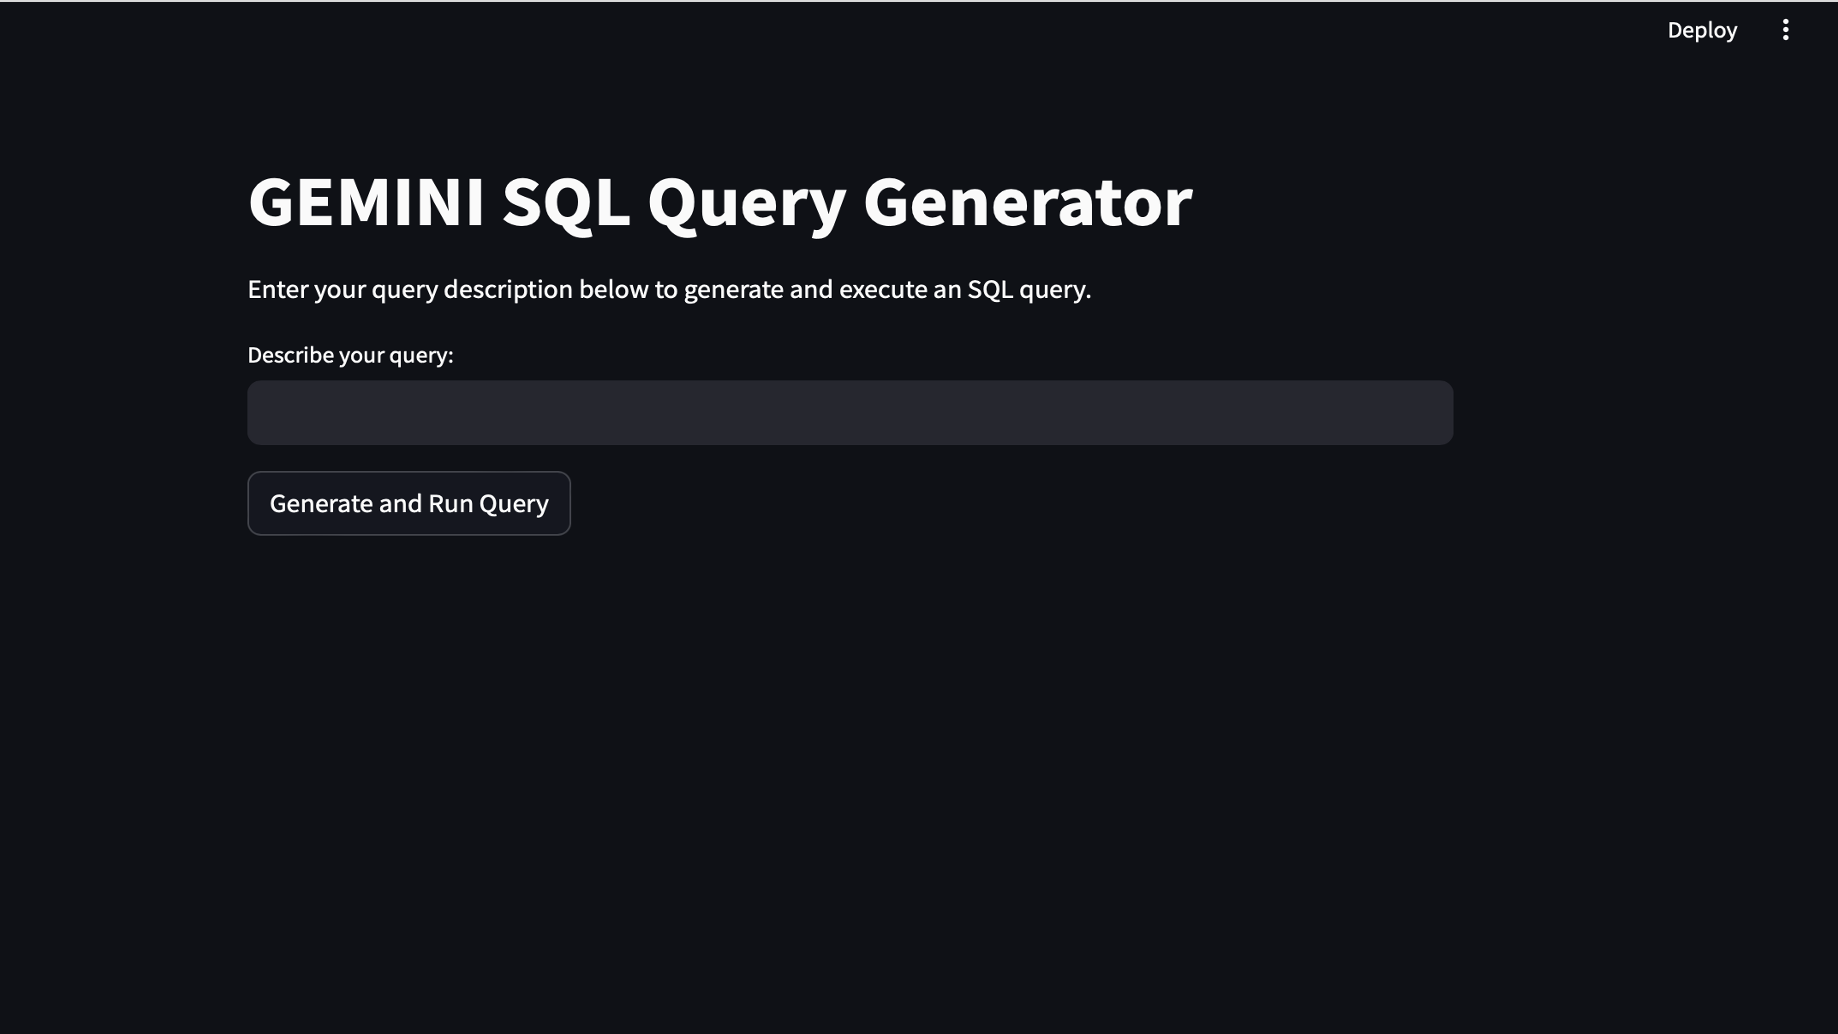 Deploy
GEMINI SQL Query Generator
Enter your query description below to generate and execute an SQL query.
Describe your query:
Generate and Run Query